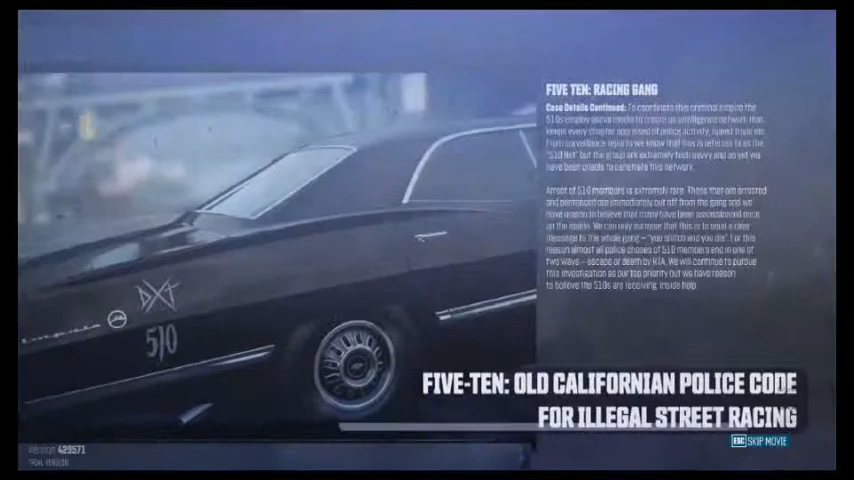 FIVE TEN: RACING GANG
Case Details Continued: To coordinate this criminal empire the
510s employ social media to create an intelligence network that
keeps every chapter appraised of police activity, speed traps etc.
From surveillance reports we know that this is referred to as the
"510 Net" but the group are extremely tech savvy and as yet we
have been unable to penetrate this network.
Arrest of 510 members is extremely rare. Those that are arrested
and sentenced are immediately cut off from the gang and we
have reason to believe that many have been assassinated once
on the inside. We can only surmise that this is to send a clear
message to the whole gang – "you snitch and you die". For this
reason almost all police chases of 510 members end in one of
two ways – escape or death by RTA. We will continue to pursue
this investigation as our top priority but we have reason
to believe the 510s are receiving inside help.
impala
DXT
510
FIVE-TEN: OLD CALIFORNIAN POLICE CODE
FOR ILLEGAL STREET RACING
ESC SKIP MOVIE
Version 429571
TRIAL VERSION